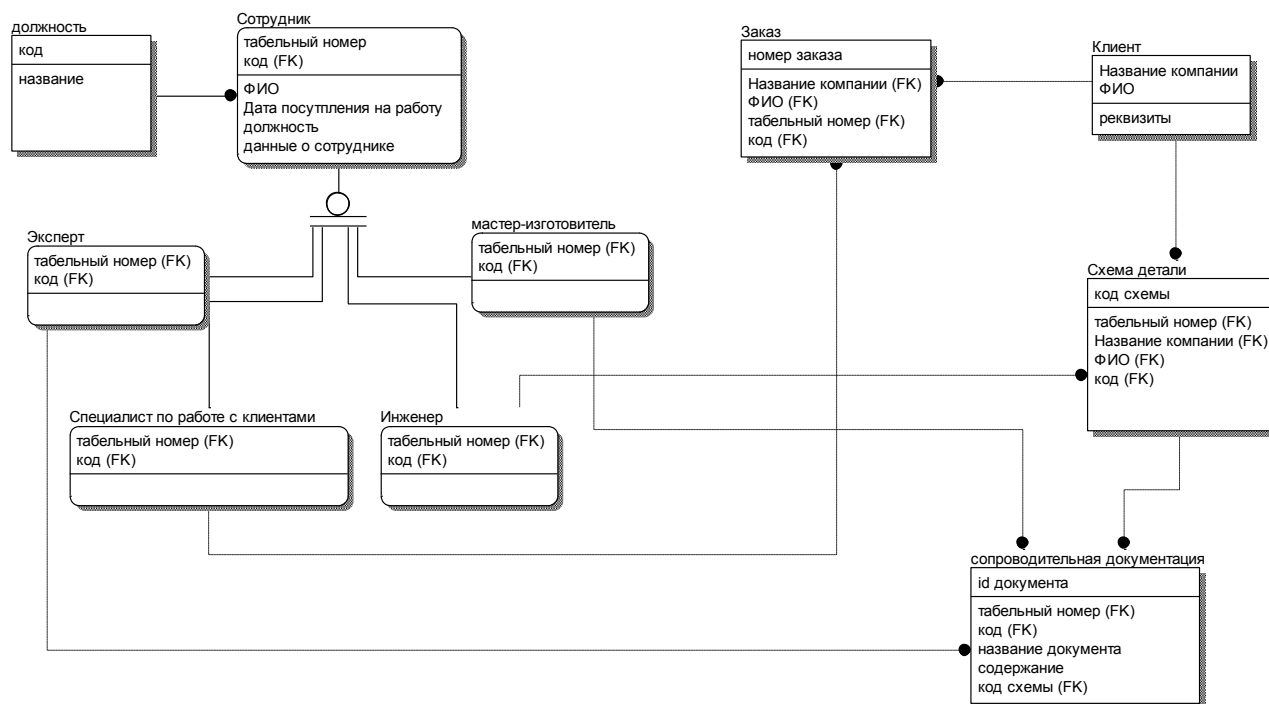 должность
код
название
Сотрудник
табельный номер
код (FK)
ФИО
Дата посутпления на работу
должность
данные о сотруднике
Заказ
номер заказа
Название компании (FK)
ФИО (FK)
табельный номер (FK)
код (FK)
Клиент
Название компании
ФИО
реквизиты
Эксперт
табельный номер (FK)
код (FK)
мастер-изготовитель
табельный номер (FK)
код (FK)
Схема детали
код схемы
табельный номер (FK)
Название компании (FK)
ФИО (FK)
код (FK)
Специалист по работе с клиентами
табельный номер (FK)
код (FK)
Инженер
табельный номер (FK)
код (FK)
сопроводительная документация
id документа
табельный номер (FK)
код (FK)
название документа
содержание
код схемы (FK)